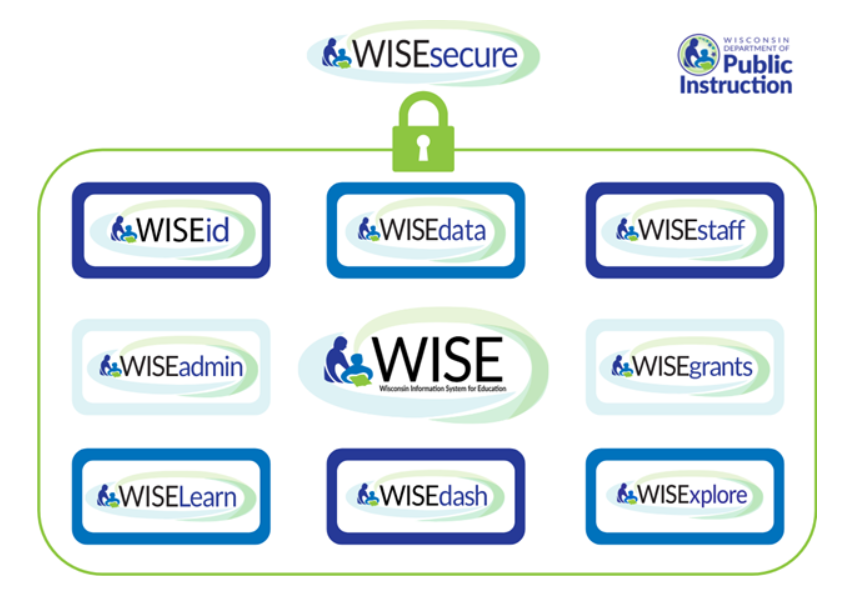 WISEsecure
WISCONSIN
DEPARTMENT OF
Public
Instruction
WISEid
WISEdata
WISEstaff
WISEadmin
WISE
Wisconsin Information System for Education
WISEgrants
WISELearn
WISEdash
WISExplore